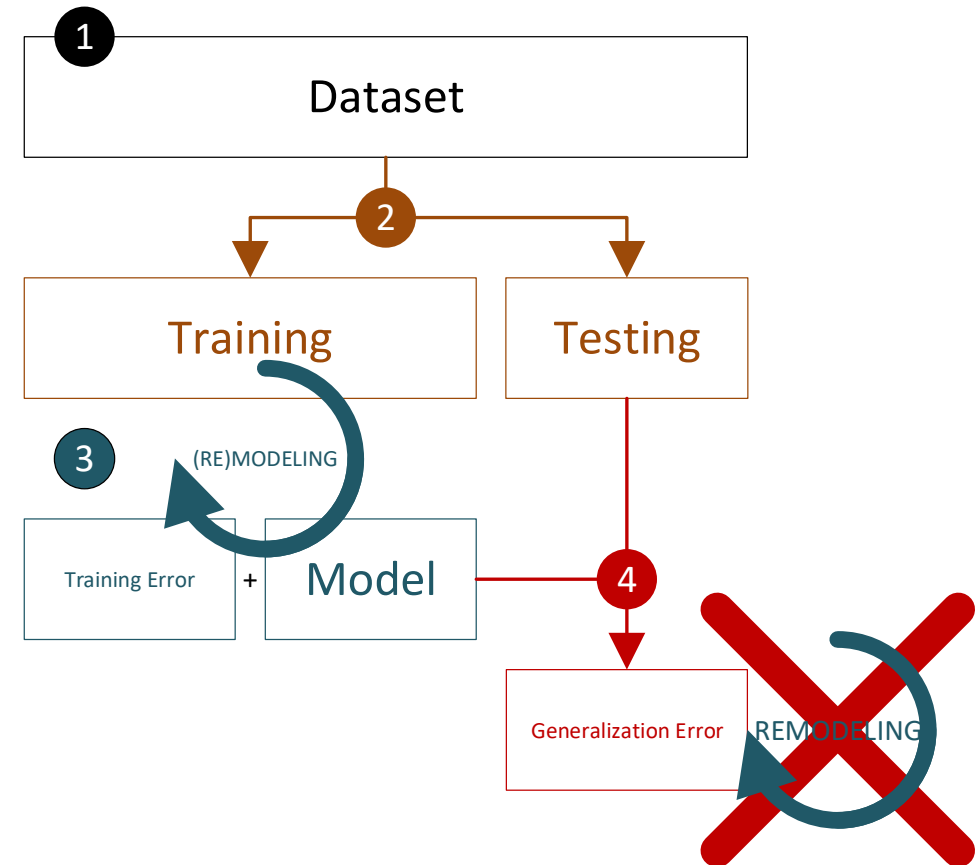 1
Dataset
2
Training
Testing
3
(RE)MODELING
Training Error
+
Model
4
Generalization Error
REMODELING